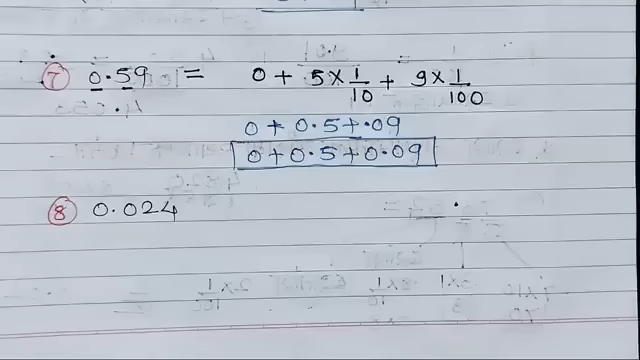 7 0.59 = 0 + 5 × 1/10 + 9 × 1/100
0 + 0.5 + .09
0 + 0.5 + 0.09
8 0.024